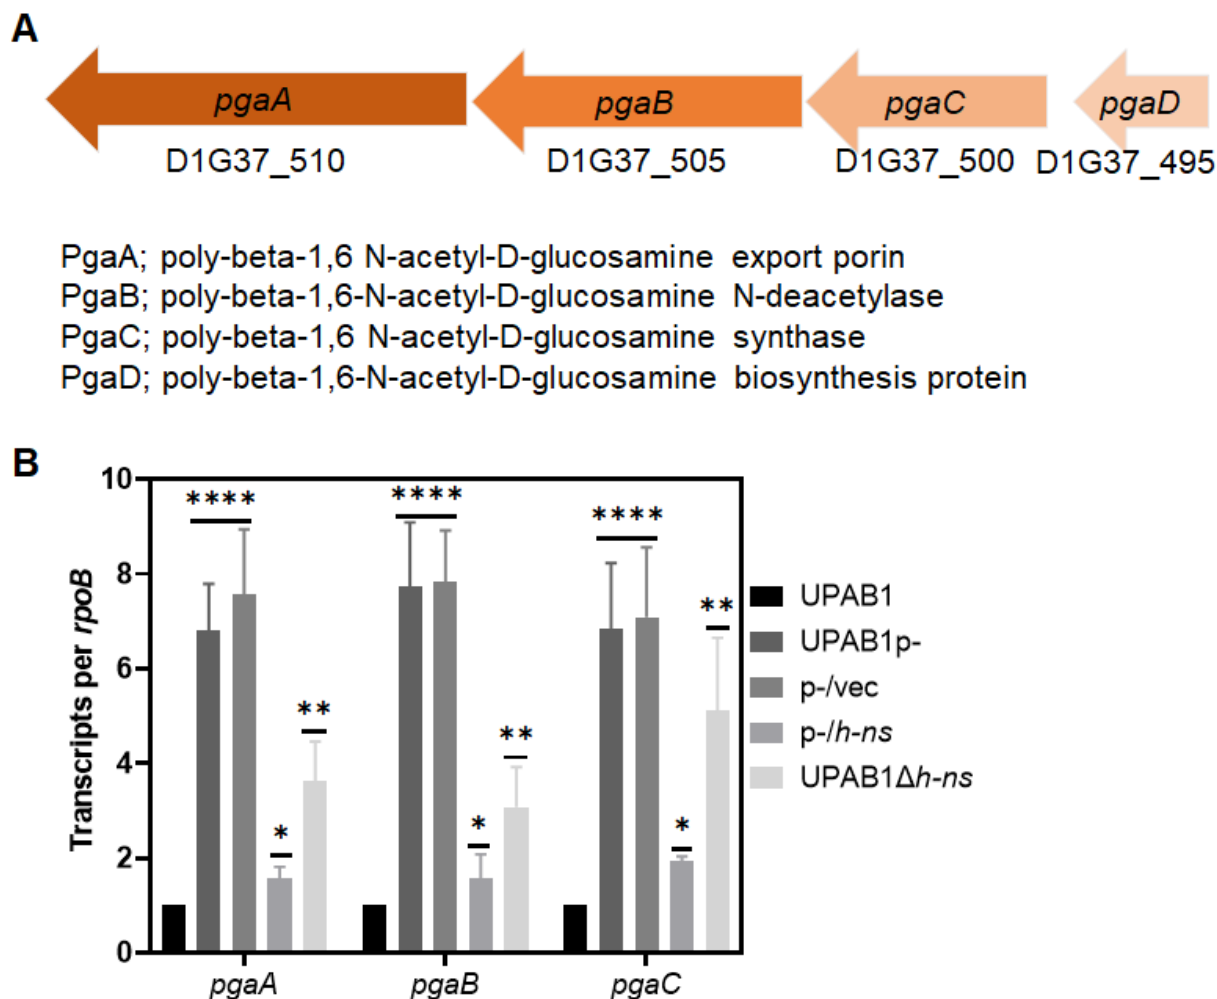 A
pgaA
pgaB
pgaC
pgaD
D1G37_510
D1G37_505
D1G37_500
D1G37_495
PgaA; poly-beta-1,6 N-acetyl-D-glucosamine export porin
PgaB; poly-beta-1,6-N-acetyl-D-glucosamine N-deacetylase
PgaC; poly-beta-1,6 N-acetyl-D-glucosamine synthase
PgaD; poly-beta-1,6-N-acetyl-D-glucosamine biosynthesis protein
B
Transcripts per rpoB
10
8
6
4
2
0
****
*
**
****
*
**
****
*
**
pgaA
pgaB
pgaC
UPAB1
UPAB1p-
p-/vec
p-/h-ns
UPAB1Δh-ns